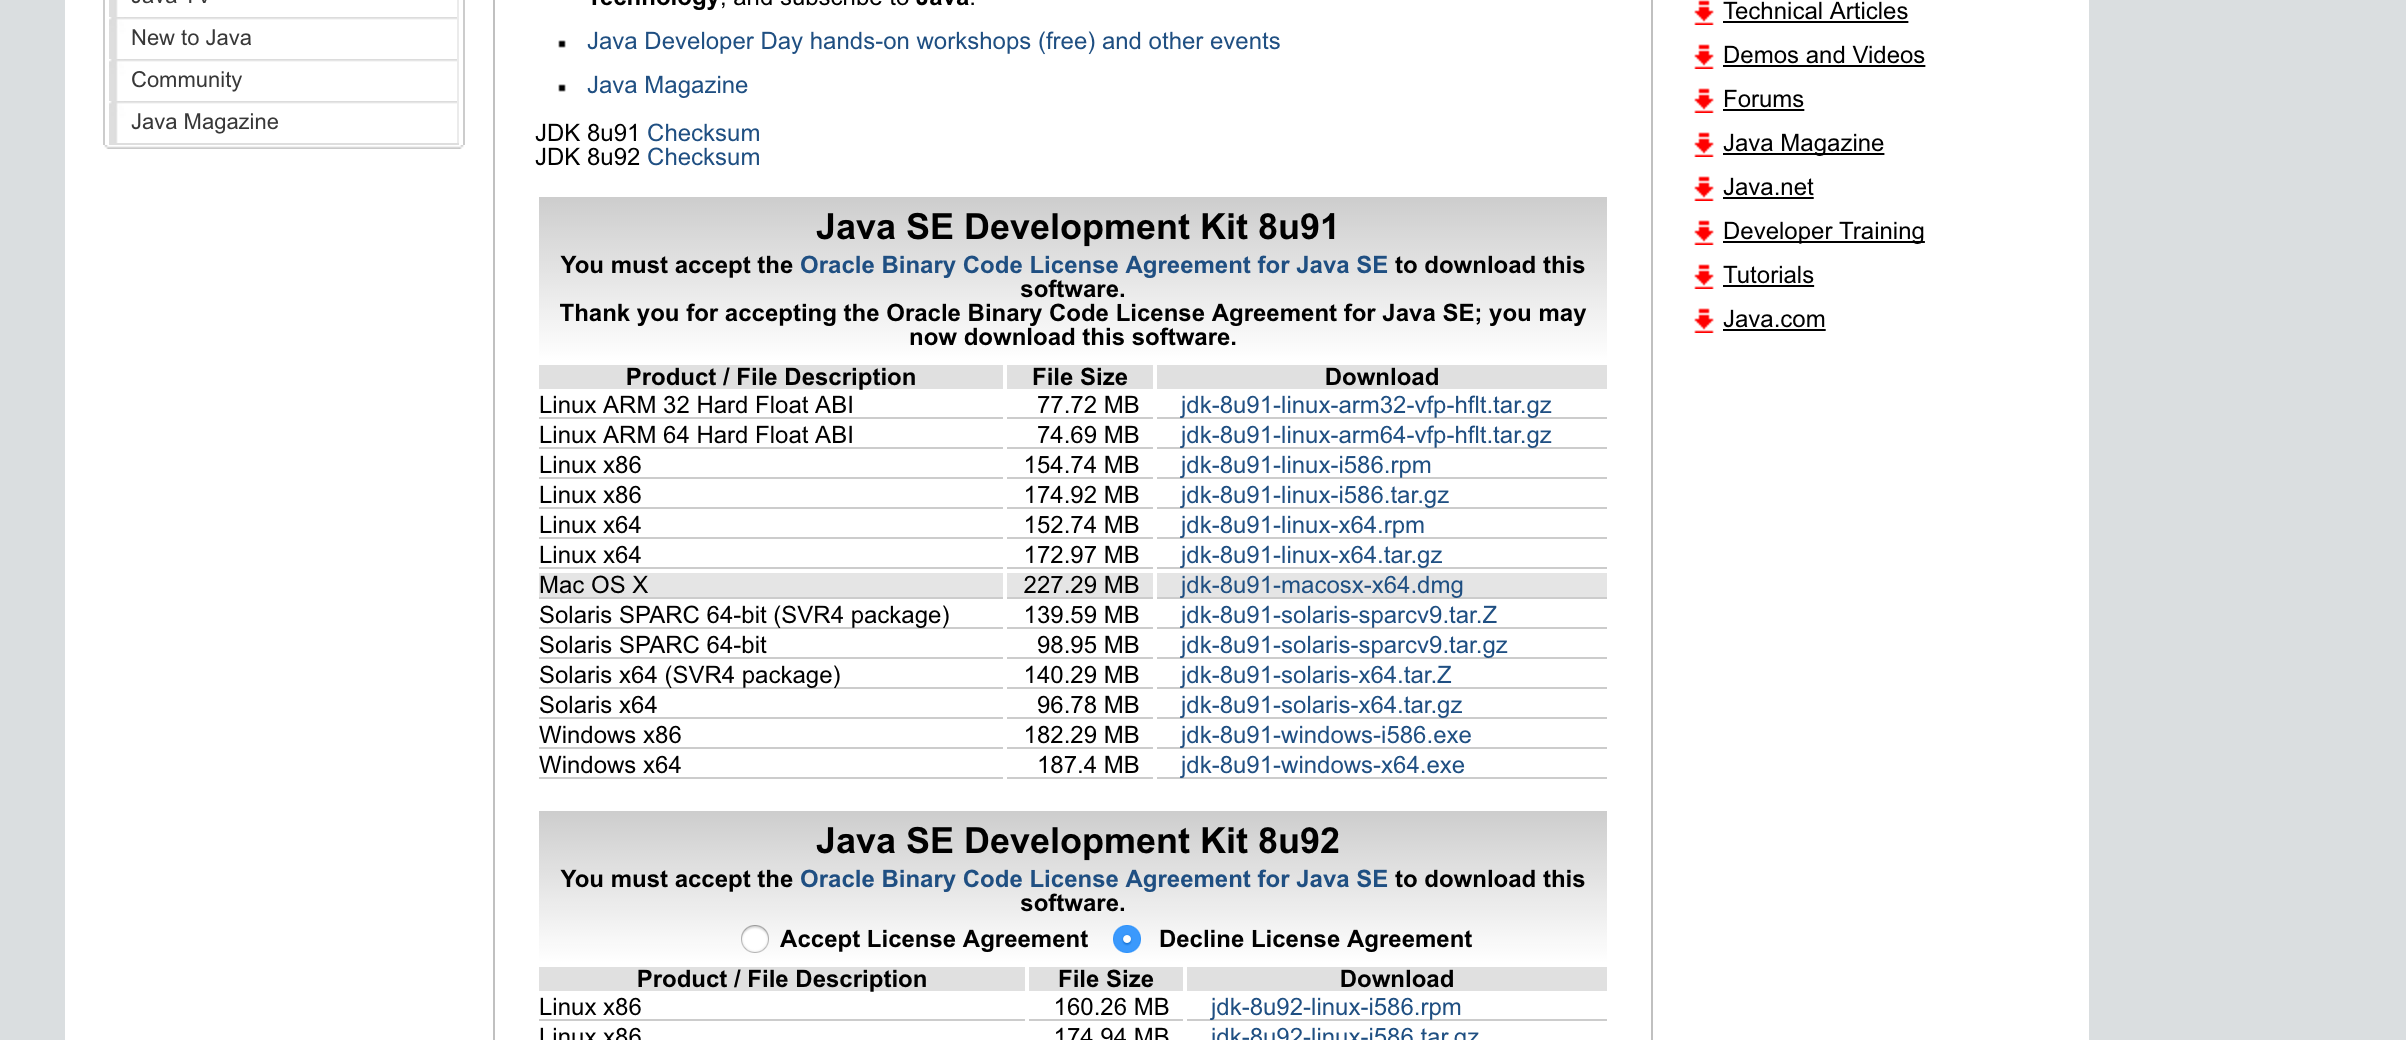 Java TV
New to Java
Community
Java Magazine
Technology, and subscribe to Java.
Java Developer Day hands-on workshops (free) and other events
Java Magazine
JDK 8u91 Checksum
JDK 8u92 Checksum
Java SE Development Kit 8u91
You must accept the Oracle Binary Code License Agreement for Java SE to download this
software.
Thank you for accepting the Oracle Binary Code License Agreement for Java SE; you may
now download this software.
Product / File Description File Size Download
Linux ARM 32 Hard Float ABI 77.72 MB jdk-8u91-linux-arm32-vfp-hflt.tar.gz
Linux ARM 64 Hard Float ABI 74.69 MB jdk-8u91-linux-arm64-vfp-hflt.tar.gz
Linux x86 154.74 MB jdk-8u91-linux-i586.rpm
Linux x86 174.92 MB jdk-8u91-linux-i586.tar.gz
Linux x64 152.74 MB jdk-8u91-linux-x64.rpm
Linux x64 172.97 MB jdk-8u91-linux-x64.tar.gz
Mac OS X 227.29 MB jdk-8u91-macosx-x64.dmg
Solaris SPARC 64-bit (SVR4 package) 139.59 MB jdk-8u91-solaris-sparcv9.tar.Z
Solaris SPARC 64-bit 98.95 MB jdk-8u91-solaris-sparcv9.tar.gz
Solaris x64 (SVR4 package) 140.29 MB jdk-8u91-solaris-x64.tar.Z
Solaris x64 96.78 MB jdk-8u91-solaris-x64.tar.gz
Windows x86 182.29 MB jdk-8u91-windows-i586.exe
Windows x64 187.4 MB jdk-8u91-windows-x64.exe
Java SE Development Kit 8u92
You must accept the Oracle Binary Code License Agreement for Java SE to download this
software.
Accept License Agreement Decline License Agreement
Product / File Description File Size Download
Linux x86 160.26 MB jdk-8u92-linux-i586.rpm
Linux x86 174.94 MB jdk-8u92-linux-i586.tar.gz
Technical Articles
Demos and Videos
Forums
Java Magazine
Java.net
Developer Training
Tutorials
Java.com